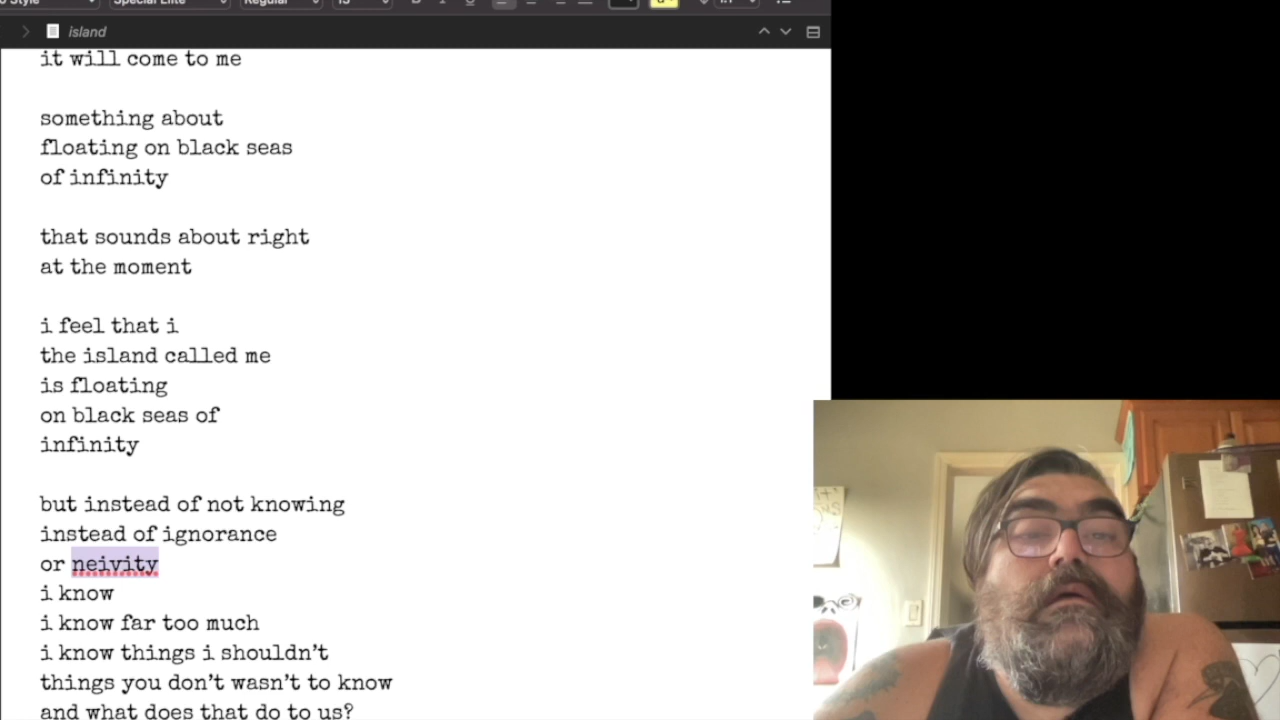 Special Elite
Regular
island
it will come to me
something about
floating on black seas
of infinity
that sounds about right
at the moment
i feel that i
the island called me
is floating
on black seas of
infinity
but instead of not knowing
instead of ignorance
or neivity
i know
i know far too much
i know things i shouldn't
things you don't wasn't to know
and what does that do to us?